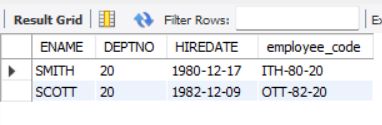 Result Grid Filter Rows: Ex
ENAME DEPTNO HIREDATE employee_code
SMITH 20 1980-12-17 ITH-80-20
SCOTT 20 1982-12-09 OTT-82-20